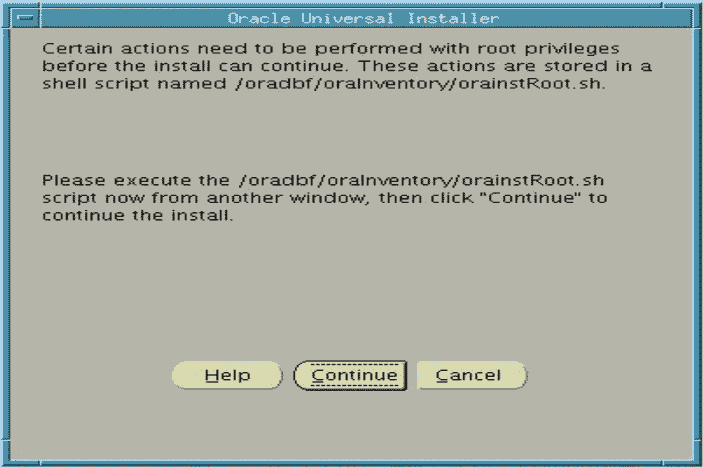 Oracle Universal Installer
Certain actions need to be performed with root privileges
before the install can continue. These actions are stored in a
shell script named /oradbf/oraInventory/orainstRoot.sh.
Please execute the /oradbf/oraInventory/orainstRoot.sh
script now from another window, then click "Continue" to
continue the install.
Help Continue Cancel